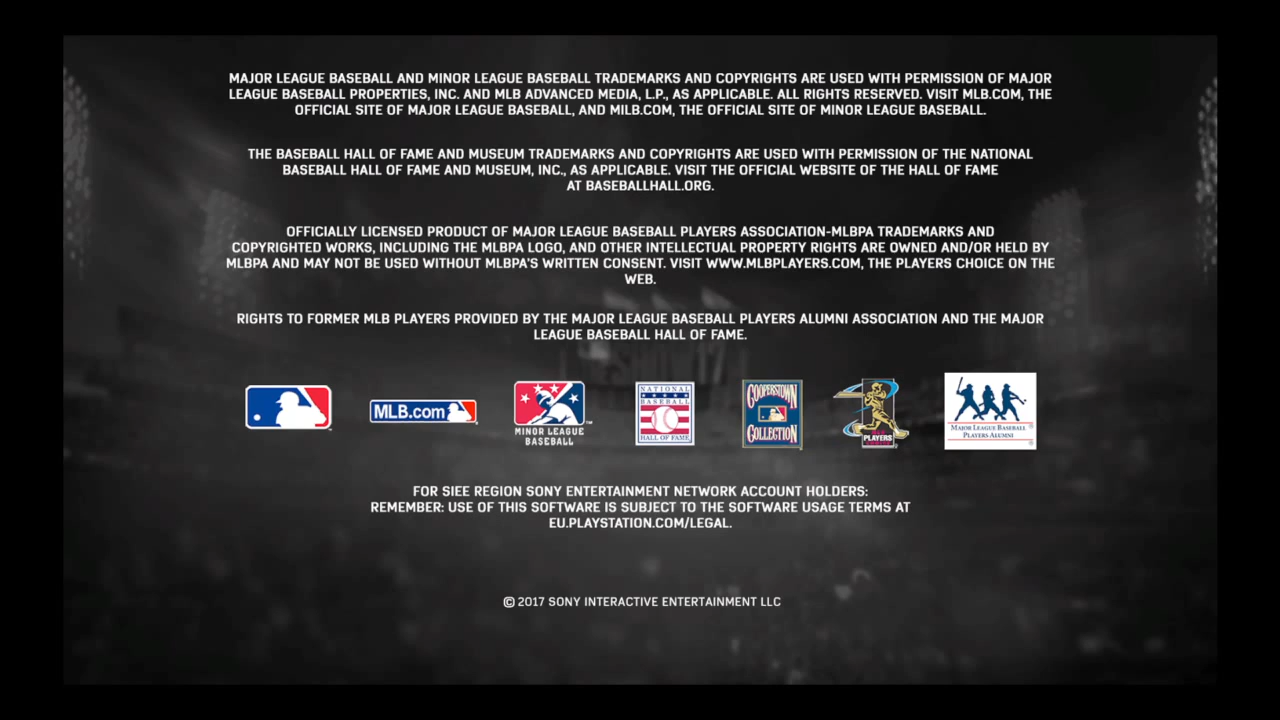 MAJOR LEAGUE BASEBALL AND MINOR LEAGUE BASEBALL TRADEMARKS AND COPYRIGHTS ARE USED WITH PERMISSION OF MAJOR
LEAGUE BASEBALL PROPERTIES, INC. AND MLB ADVANCED MEDIA, L.P., AS APPLICABLE. ALL RIGHTS RESERVED. VISIT MLB.COM, THE
OFFICIAL SITE OF MAJOR LEAGUE BASEBALL, AND MILB.COM, THE OFFICIAL SITE OF MINOR LEAGUE BASEBALL.
THE BASEBALL HALL OF FAME AND MUSEUM TRADEMARKS AND COPYRIGHTS ARE USED WITH PERMISSION OF THE NATIONAL
BASEBALL HALL OF FAME AND MUSEUM, INC., AS APPLICABLE. VISIT THE OFFICIAL WEBSITE OF THE HALL OF FAME
AT BASEBALLHALL.ORG.
OFFICIALLY LICENSED PRODUCT OF MAJOR LEAGUE BASEBALL PLAYERS ASSOCIATION-MLBPA TRADEMARKS AND
COPYRIGHTED WORKS, INCLUDING THE MLBPA LOGO, AND OTHER INTELLECTUAL PROPERTY RIGHTS ARE OWNED AND/OR HELD BY
MLBPA AND MAY NOT BE USED WITHOUT MLBPA'S WRITTEN CONSENT. VISIT WWW.MLBPLAYERS.COM, THE PLAYERS CHOICE ON THE
WEB.
RIGHTS TO FORMER MLB PLAYERS PROVIDED BY THE MAJOR LEAGUE BASEBALL PLAYERS ALUMNI ASSOCIATION AND THE MAJOR
LEAGUE BASEBALL HALL OF FAME.
MLB.com
MINOR LEAGUE
BASEBALL
™
NATIONAL
BASEBALL
HALL OF FAME
COOPERSTOWN
COLLECTION
PLAYERS
MAJOR LEAGUE BASEBALL
PLAYERS ALUMNI
®
FOR SIEE REGION SONY ENTERTAINMENT NETWORK ACCOUNT HOLDERS:
REMEMBER: USE OF THIS SOFTWARE IS SUBJECT TO THE SOFTWARE USAGE TERMS AT
EU.PLAYSTATION.COM/LEGAL.
© 2017 SONY INTERACTIVE ENTERTAINMENT LLC